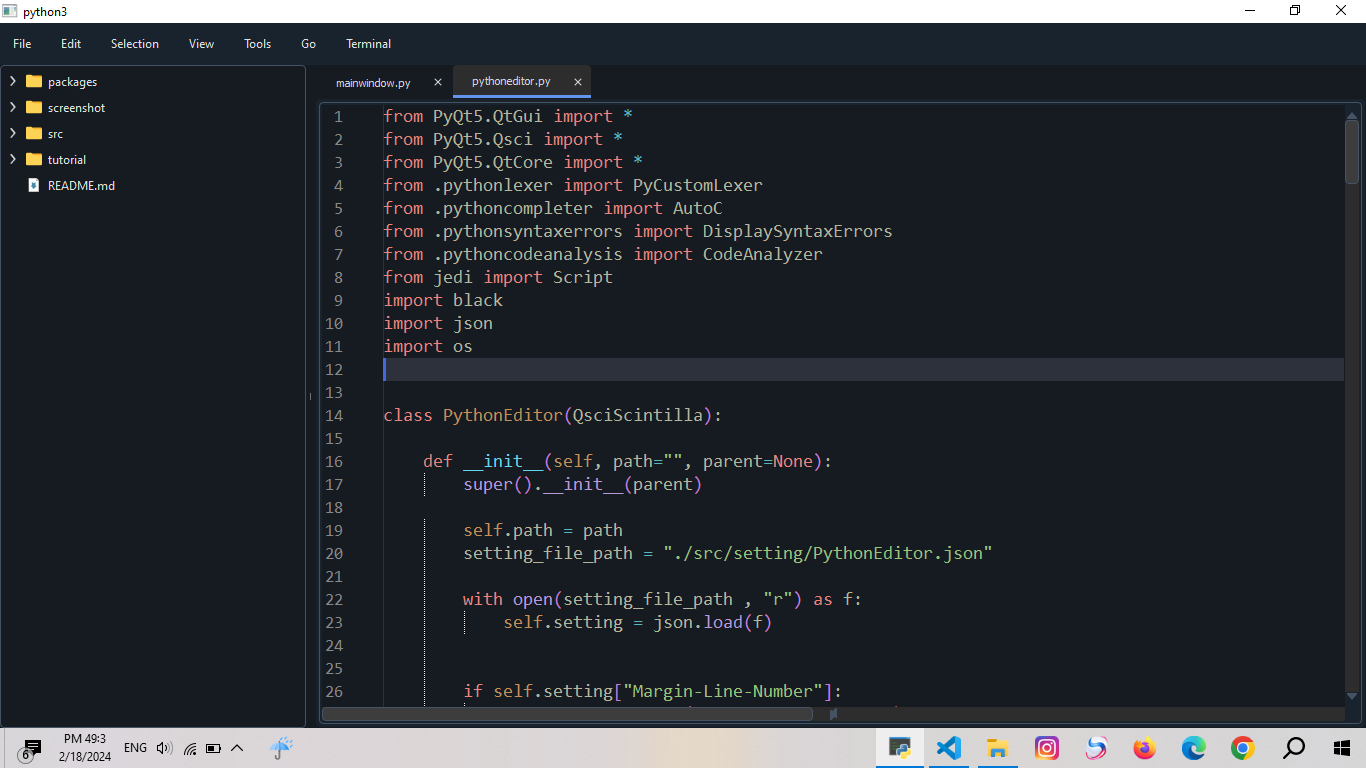 python3
File Edit Selection View Tools Go Terminal
packages
screenshot
src
tutorial
README.md
mainwindow.py
pythoneditor.py
1 from PyQt5.QtGui import *
2 from PyQt5.Qsci import *
3 from PyQt5.QtCore import *
4 from .pythonlexer import PyCustomLexer
5 from .pythoncompleter import AutoC
6 from .pythonsyntaxerrors import DisplaySyntaxErrors
7 from .pythoncodeanalysis import CodeAnalyzer
8 from jedi import Script
9 import black
10 import json
11 import os
12
13
14 class PythonEditor(QsciScintilla):
15
16 def __init__(self, path="", parent=None):
17 super().__init__(parent)
18
19 self.path = path
20 setting_file_path = "./src/setting/PythonEditor.json"
21
22 with open(setting_file_path , "r") as f:
23 self.setting = json.load(f)
24
25
26 if self.setting["Margin-Line-Number"]:
6
PM 49:3
2/18/2024
ENG